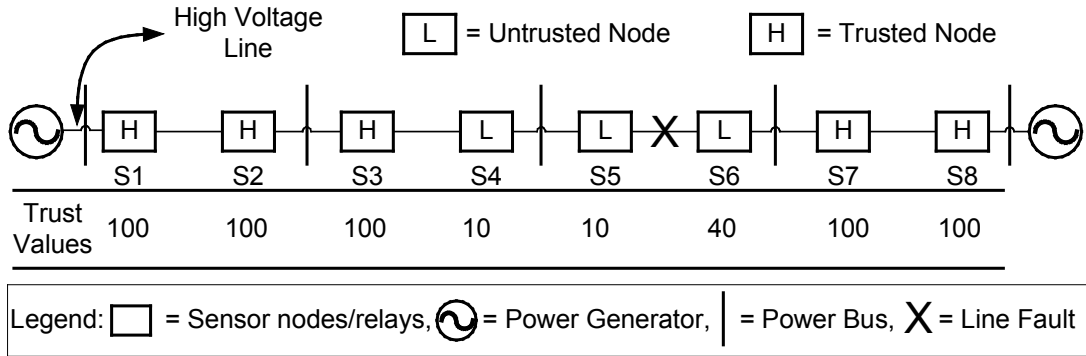 High Voltage
Line
L = Untrusted Node
H = Trusted Node
H H H L L X L H H
S1 S2 S3 S4 S5 S6 S7 S8
Trust
Values 100 100 100 10 10 40 100 100
Legend: = Sensor nodes/relays, = Power Generator, = Power Bus, X = Line Fault